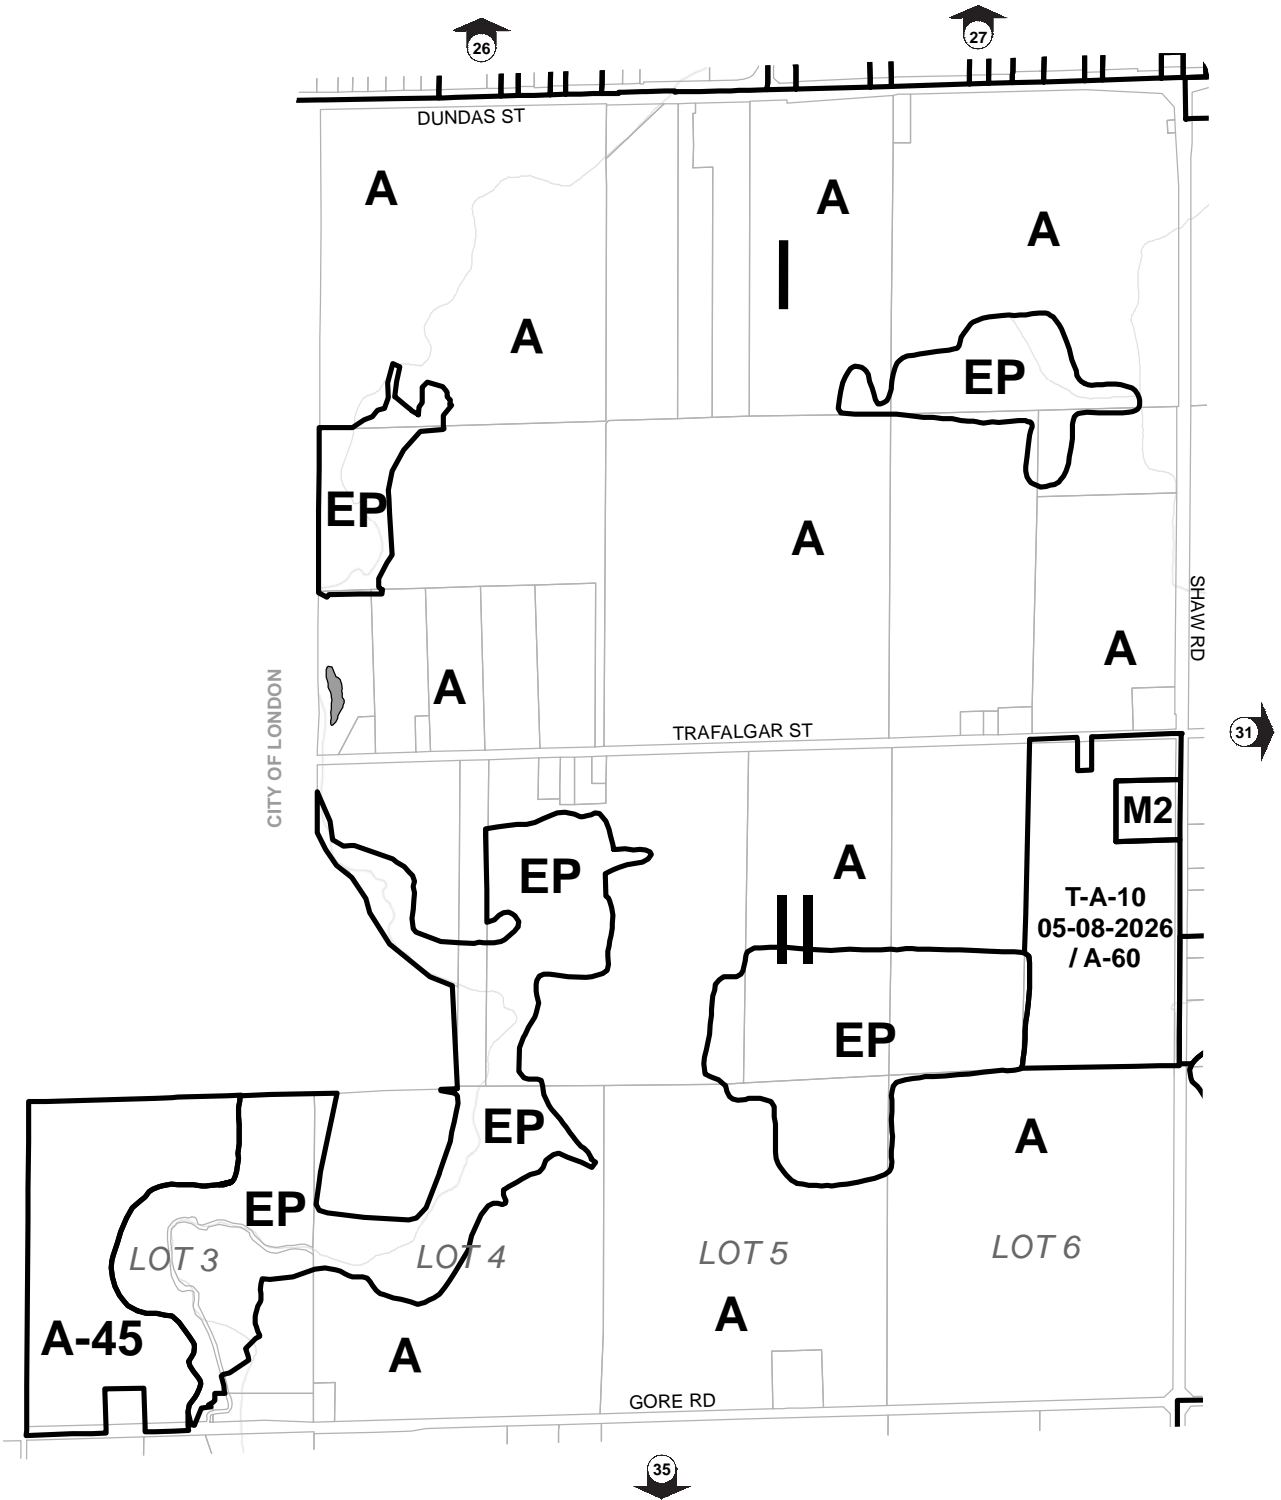 26
27
DUNDAS ST
A
A
A
A
I
EP
EP
A
SHAW RD
A
A
CITY OF LONDON
TRAFALGAR ST
31
M2
A
EP
T-A-10
05-08-2026
/ A-60
II
EP
EP
A
EP
LOT 3
LOT 4
LOT 5
LOT 6
A-45
A
A
GORE RD
35